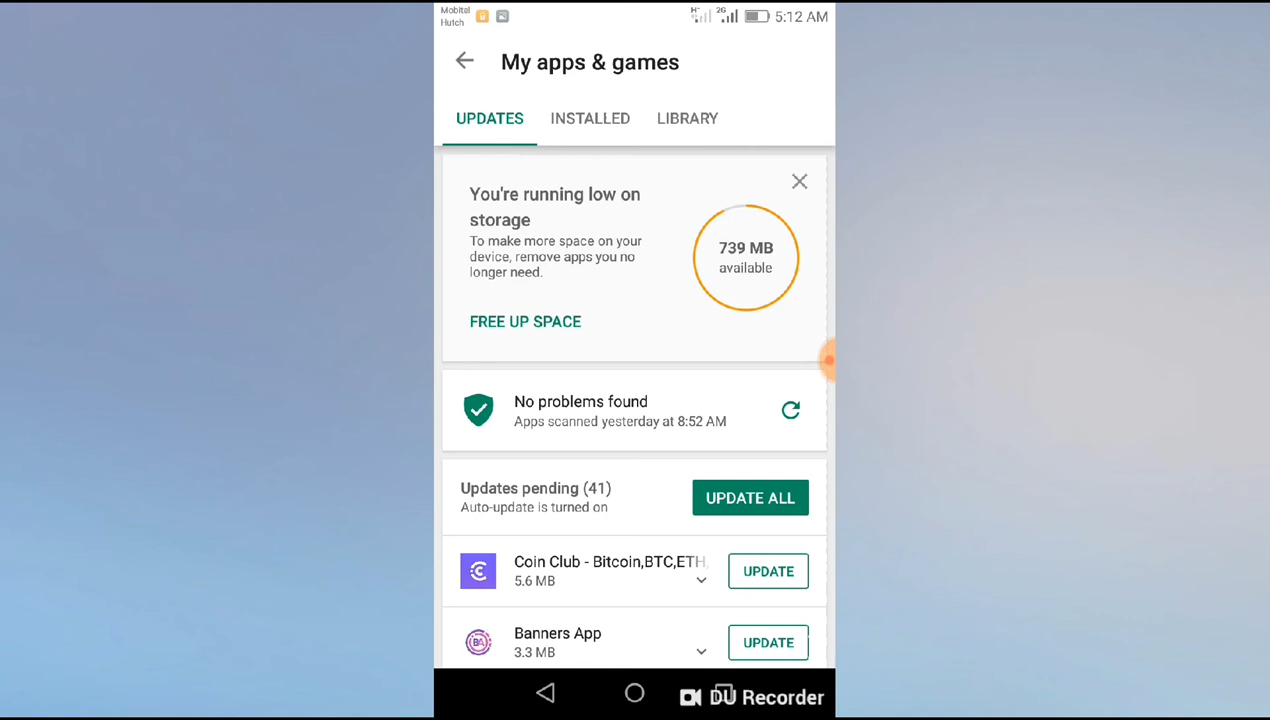 Mobitel
Hutch
H+ 2G 5:12 AM
My apps & games
UPDATES INSTALLED LIBRARY
You're running low on
storage
To make more space on your
device, remove apps you no
longer need.
739 MB
available
FREE UP SPACE
No problems found
Apps scanned yesterday at 8:52 AM
Updates pending (41)
Auto-update is turned on
UPDATE ALL
Coin Club - Bitcoin,BTC,ETH,
5.6 MB
UPDATE
BA
Banners App
3.3 MB
UPDATE
DU Recorder